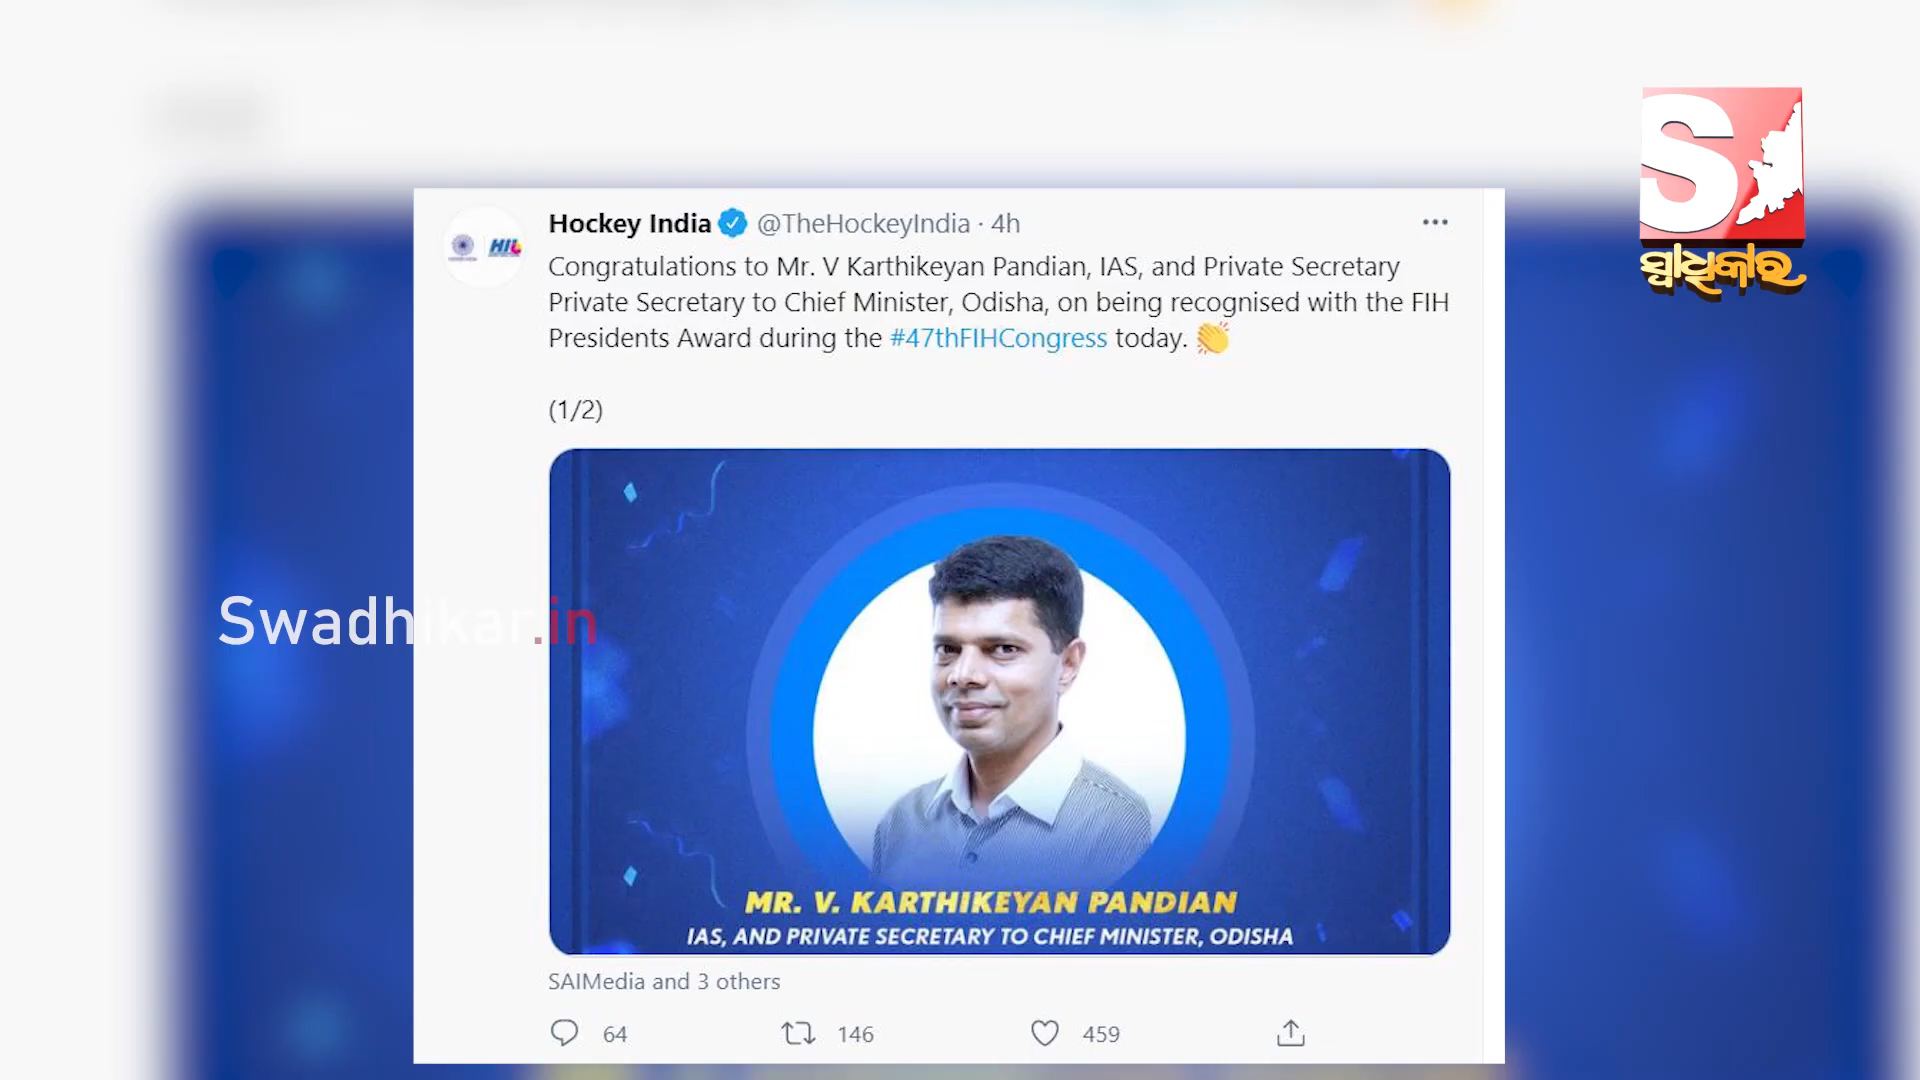 Hockey India @TheHockeyIndia · 4h
Congratulations to Mr. V Karthikeyan Pandian, IAS, and Private Secretary
Private Secretary to Chief Minister, Odisha, on being recognised with the FIH
Presidents Award during the #47thFIHCongress today. 👏
(1/2)
MR. V. KARTHIKEYAN PANDIAN
IAS, AND PRIVATE SECRETARY TO CHIEF MINISTER, ODISHA
SAIMedia and 3 others
64 146 459
Swadhikar.in
S
ସ୍ୱାଧିକାର
HIL